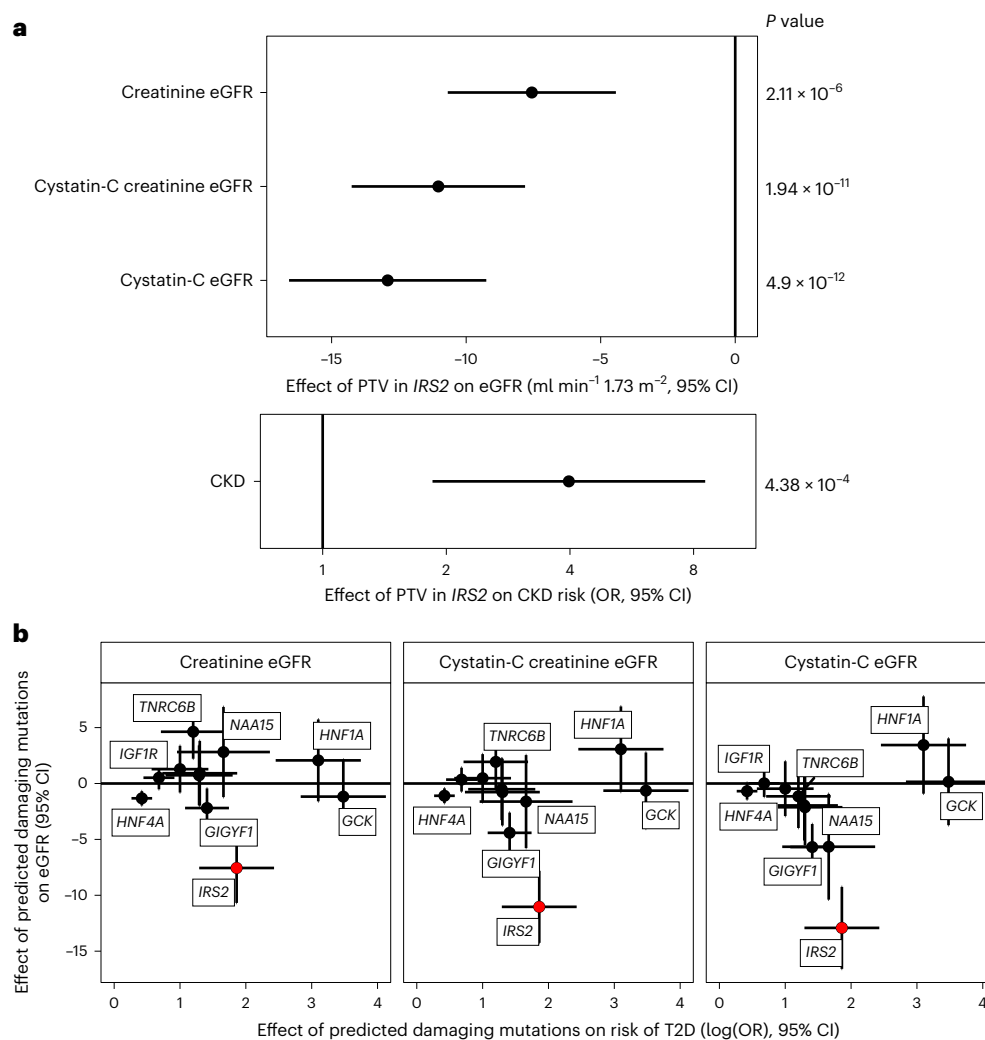 a
P value
Creatinine eGFR
2.11 × 10⁻⁶
Cystatin-C creatinine eGFR
1.94 × 10⁻¹¹
Cystatin-C eGFR
4.9 × 10⁻¹²
−15 −10 −5 0
Effect of PTV in IRS2 on eGFR (ml min⁻¹ 1.73 m⁻², 95% CI)
CKD
4.38 × 10⁻⁴
1 2 4 8
Effect of PTV in IRS2 on CKD risk (OR, 95% CI)
b
Effect of predicted damaging mutations
on eGFR (95% CI)
5
0
−5
−10
−15
Creatinine eGFR
TNRC6B
NAA15
HNF1A
IGF1R
HNF4A
GIGYF1
GCK
IRS2
0 1 2 3 4
Cystatin-C creatinine eGFR
HNF1A
TNRC6B
HNF4A
NAA15
GCK
GIGYF1
IRS2
0 1 2 3 4
Cystatin-C eGFR
HNF1A
IGF1R
TNRC6B
HNF4A
NAA15
GCK
GIGYF1
IRS2
0 1 2 3 4
Effect of predicted damaging mutations on risk of T2D (log(OR), 95% CI)